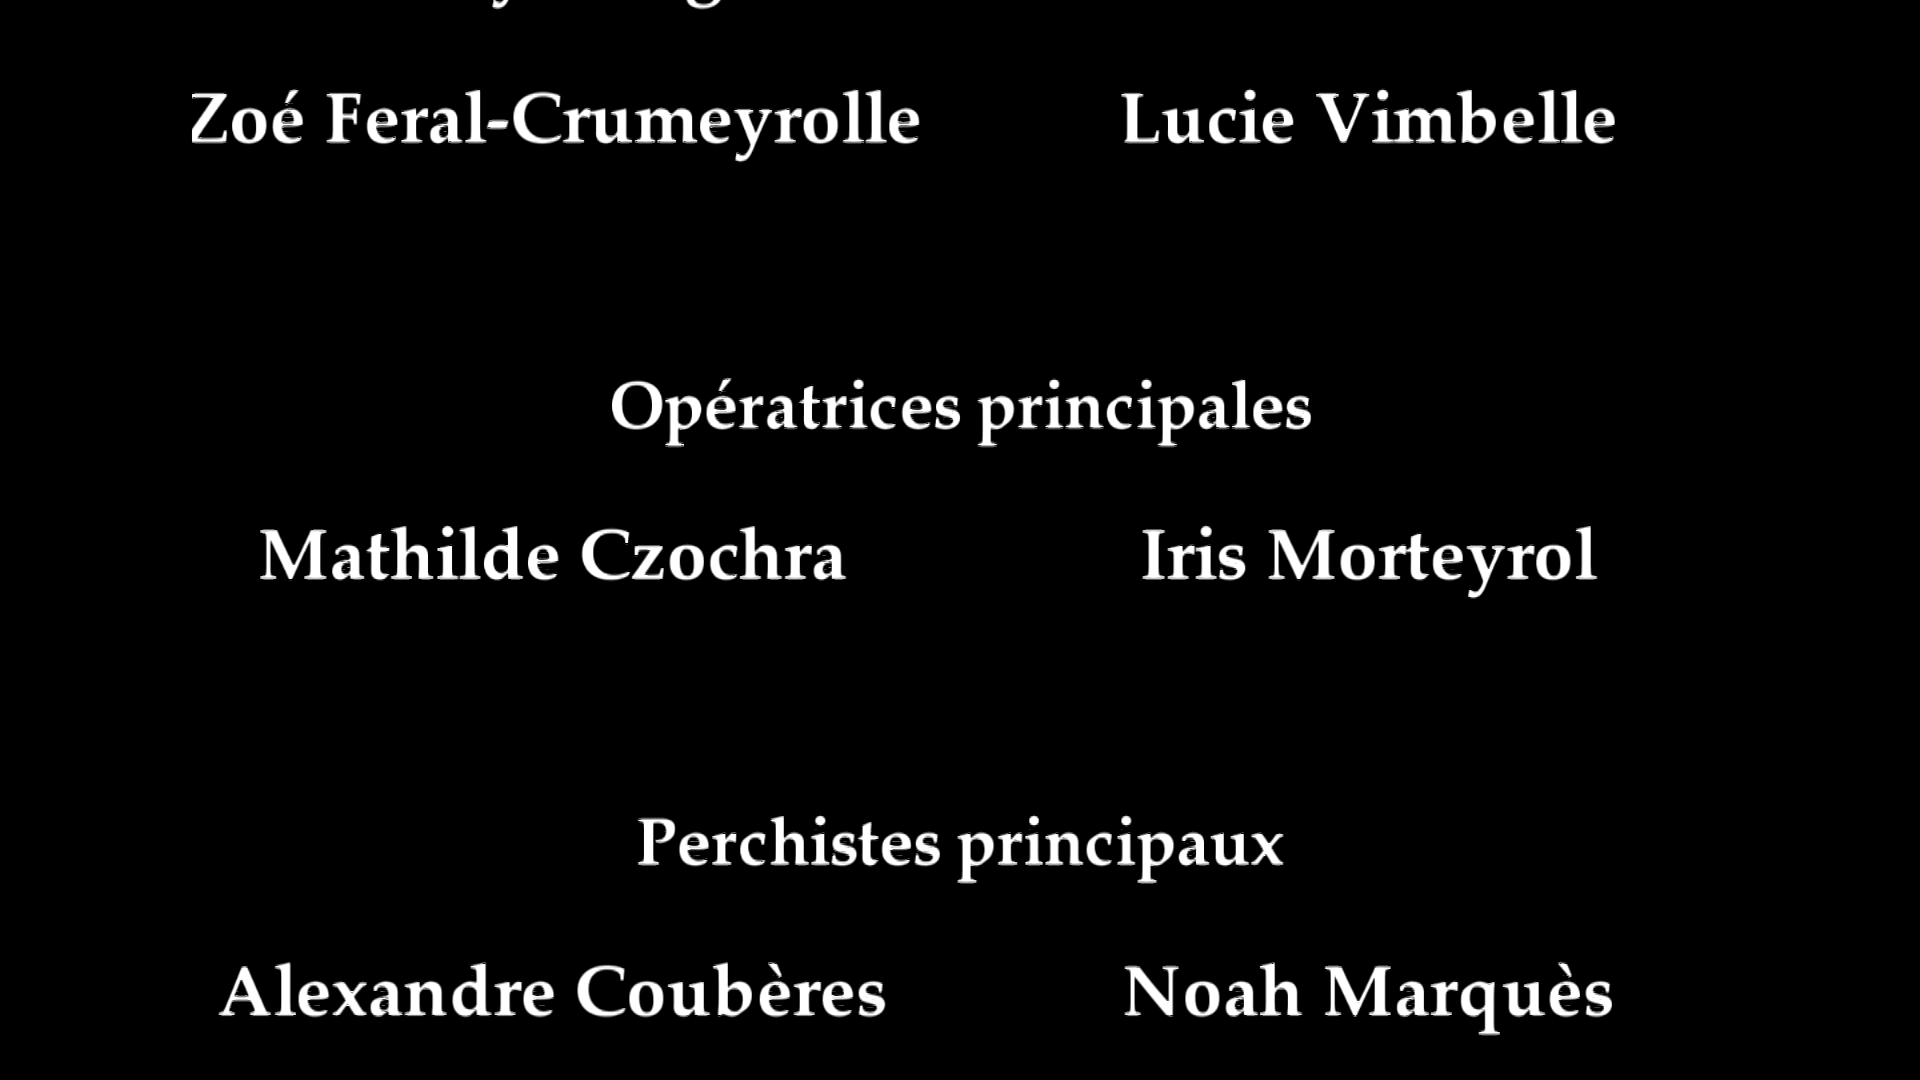 Zoé Feral-Crumeyrolle Lucie Vimbelle
Opératrices principales
Mathilde Czochra Iris Morteyrol
Perchistes principaux
Alexandre Coubères Noah Marquès